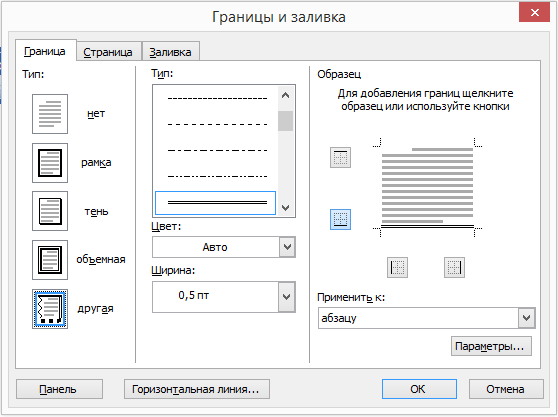 Границы и заливка
Граница
Страница
Заливка
Тип:
нет
рамка
тень
объемная
другая
Тип:
Цвет:
Авто
Ширина:
0,5 пт
Образец
Для добавления границ щелкните
образец или используйте кнопки
Применить к:
абзацу
Параметры...
Панель
Горизонтальная линия...
ОК
Отмена